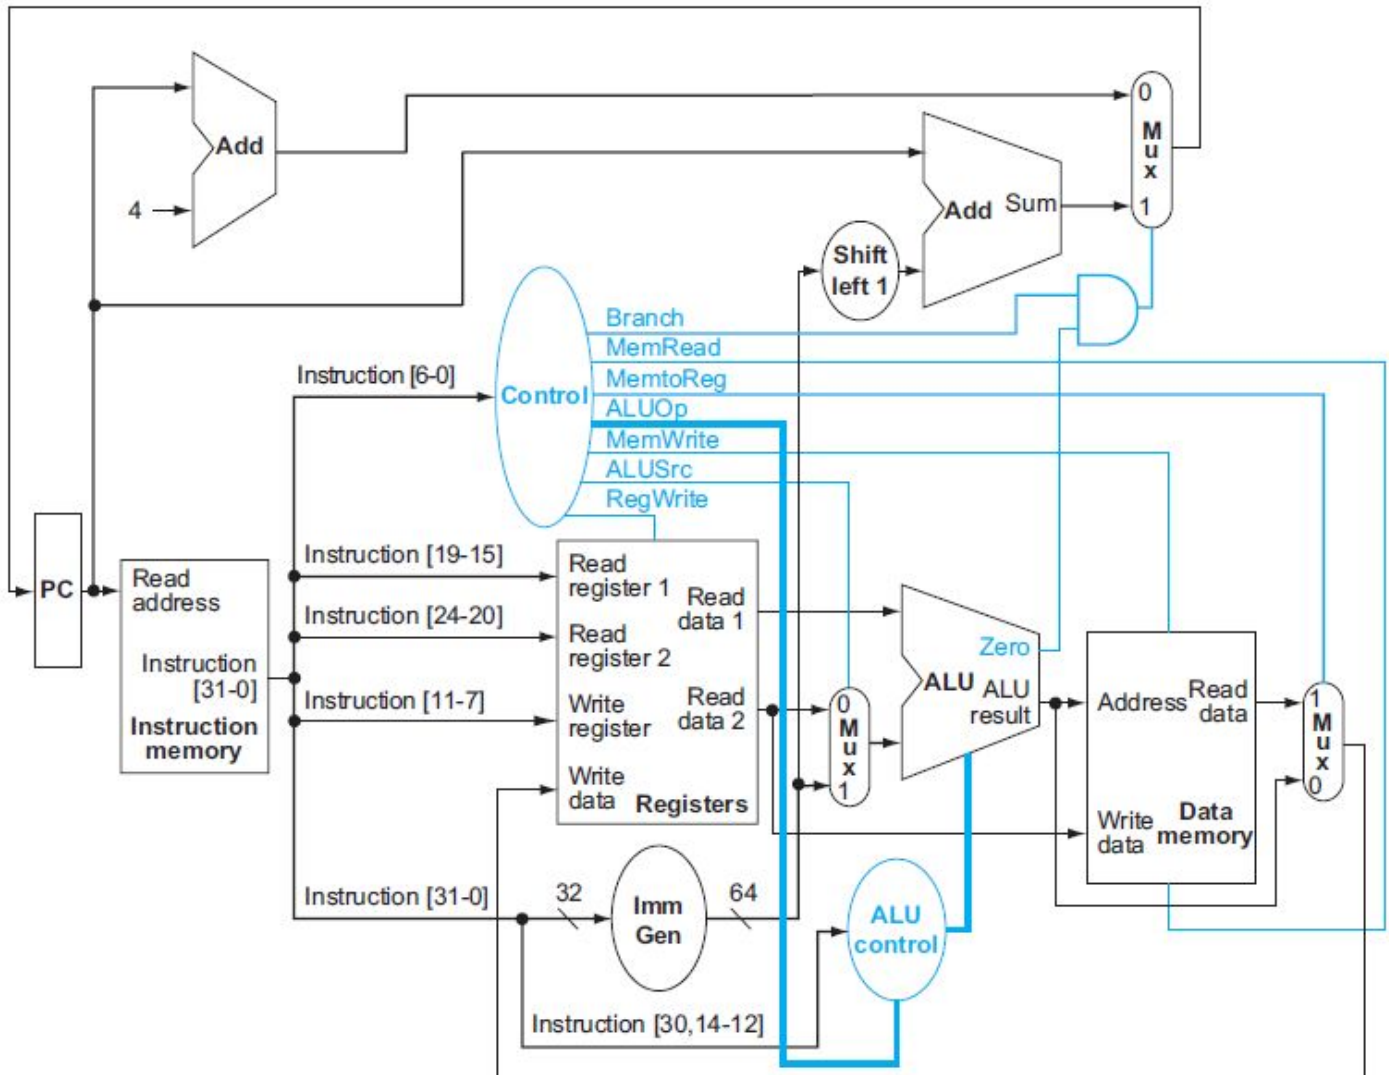 0
M
u
x
1
Add
4
Add Sum
Shift
left 1
Branch
MemRead
MemtoReg
ALUOp
MemWrite
ALUSrc
RegWrite
Control
Instruction [6-0]
PC
Read
address
Instruction
[31-0]
Instruction
memory
Instruction [19-15]
Instruction [24-20]
Instruction [11-7]
Instruction [31-0]
Read
register 1
Read
register 2
Write
register
Write
data
Read
data 1
Read
data 2
Registers
0
M
u
x
1
Zero
ALU
ALU
result
Address
Read
data
Write
data
Data
memory
1
M
u
x
0
32
Imm
Gen
64
ALU
control
Instruction [30,14-12]